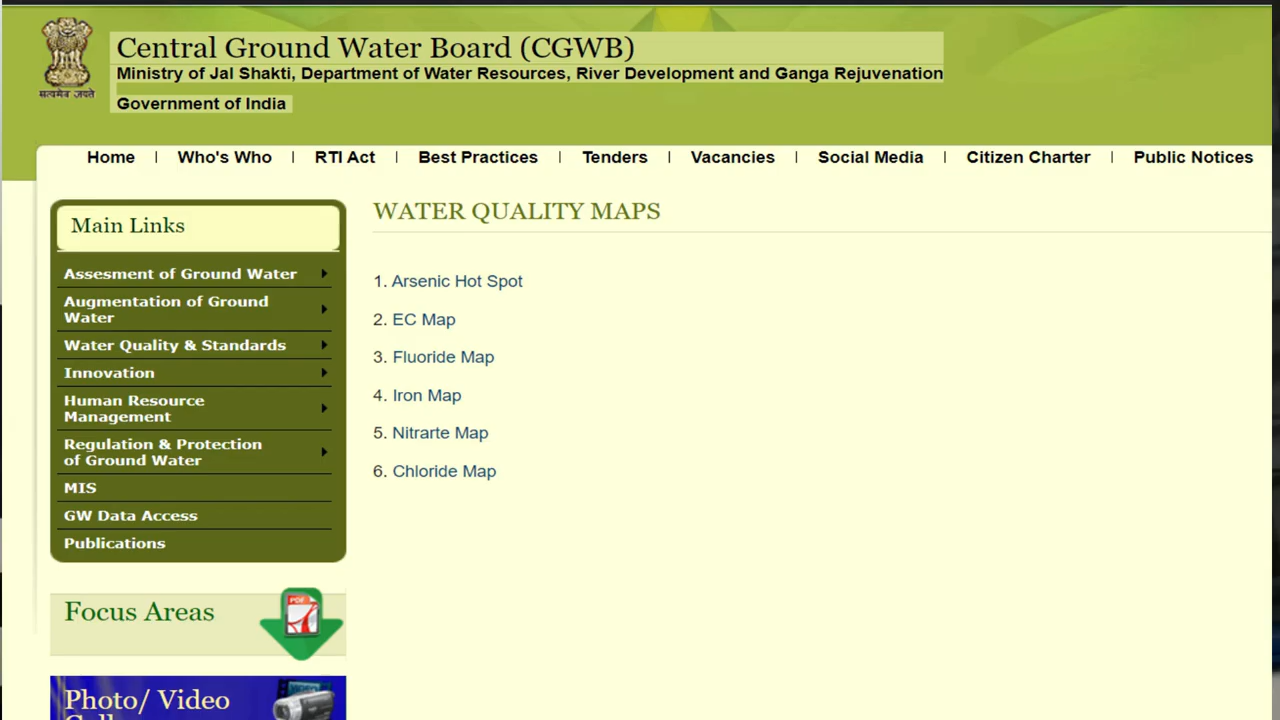 Central Ground Water Board (CGWB)
Ministry of Jal Shakti, Department of Water Resources, River Development and Ganga Rejuvenation
Government of India
सत्यमेव जयते
Home | Who's Who | RTI Act | Best Practices | Tenders | Vacancies | Social Media | Citizen Charter | Public Notices
Main Links
Assesment of Ground Water
Augmentation of Ground
Water
Water Quality & Standards
Innovation
Human Resource
Management
Regulation & Protection
of Ground Water
MIS
GW Data Access
Publications
WATER QUALITY MAPS
1. Arsenic Hot Spot
2. EC Map
3. Fluoride Map
4. Iron Map
5. Nitrarte Map
6. Chloride Map
Focus Areas
PDF
Photo/ Video